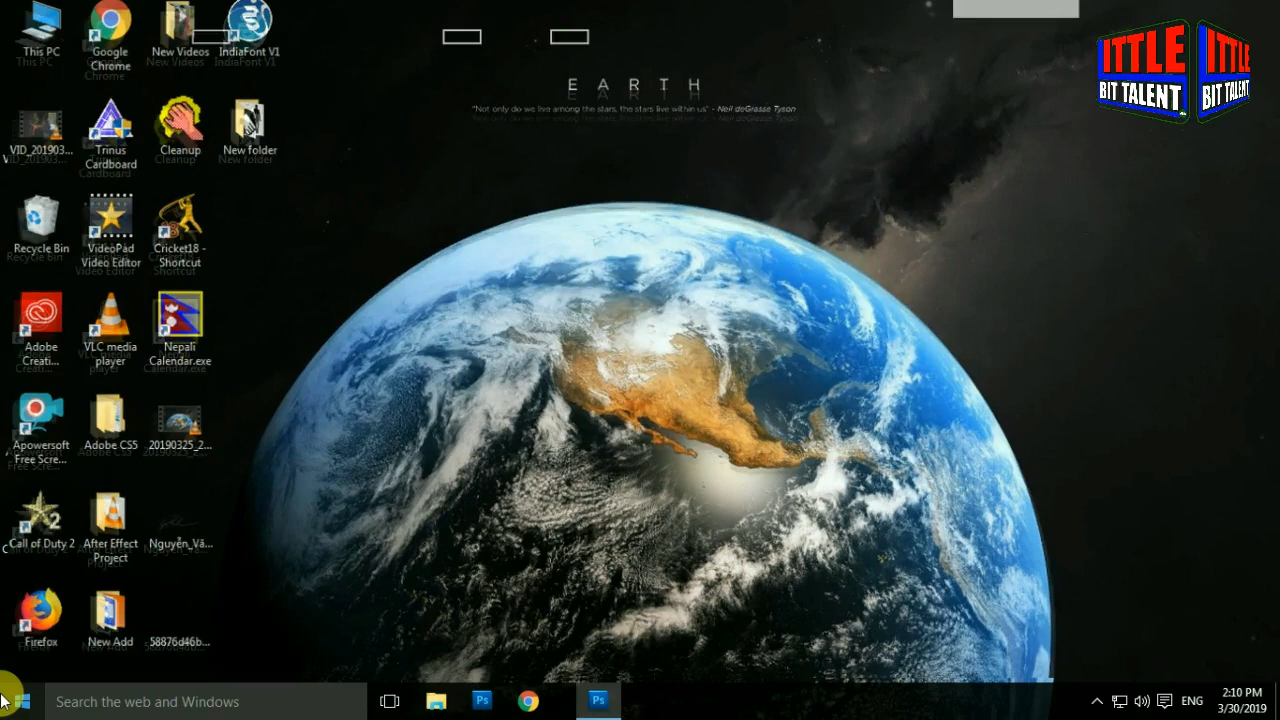 This PC
Google
Chrome
New Videos
IndiaFont V1
EARTH
"Not only do we live among the stars, the stars live within us" - Neil deGrasse Tyson
ITTLE
BIT TALENT
ITTLE
BIT TALENT
VID_201903...
Trinus
Cardboard
Cleanup
New folder
Recycle Bin
VideoPad
Video Editor
Cricket18 -
Shortcut
Adobe
Creati...
VLC media
player
Nepali
Calendar.exe
Apowersoft
Free Scre...
Adobe CS5
20190325_2...
Call of Duty 2
After Effect
Project
Nguyễn_Vă...
Firefox
New Add
58876d46b...
Search the web and Windows
Ps
Ps
ENG
2:10 PM
3/30/2019